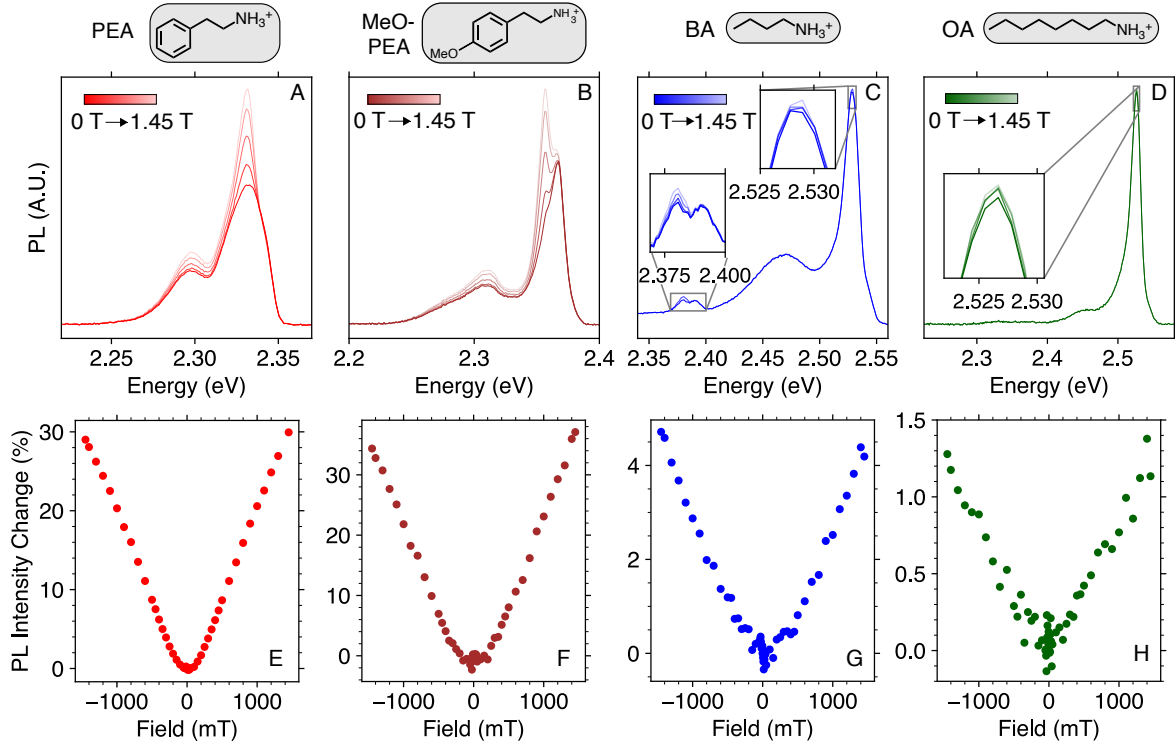 PEA
NH₃⁺
MeO-
PEA
MeO
NH₃⁺
BA
NH₃⁺
OA
NH₃⁺
PL (A.U.)
A
0 T→1.45 T
2.25 2.30 2.35
Energy (eV)
B
0 T→1.45 T
2.2 2.3 2.4
Energy (eV)
C
0 T→1.45 T
2.525 2.530
2.375 2.400
2.34 2.40 2.47 2.53
Energy (eV)
D
0 T→1.45 T
2.525 2.530
2.3 2.4 2.5
Energy (eV)
PL Intensity Change (%)
30
20
10
0
E
−1000 0 1000
Field (mT)
30
20
10
0
F
−1000 0 1000
Field (mT)
4
2
0
G
−1000 0 1000
Field (mT)
1.5
1.0
0.5
0.0
H
−1000 0 1000
Field (mT)